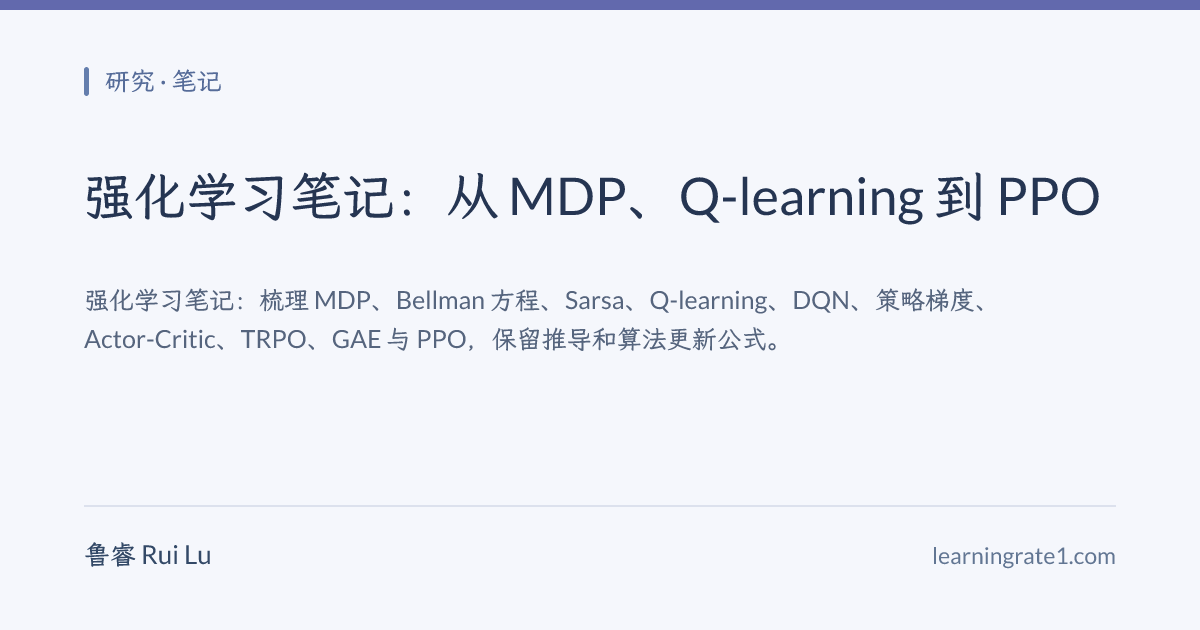 研究 · 笔记
强化学习笔记：从 MDP、Q-learning 到 PPO
强化学习笔记：梳理 MDP、Bellman 方程、Sarsa、Q-learning、DQN、策略梯度、
Actor-Critic、TRPO、GAE 与 PPO，保留推导和算法更新公式。
鲁睿 Rui Lu
learningrate1.com